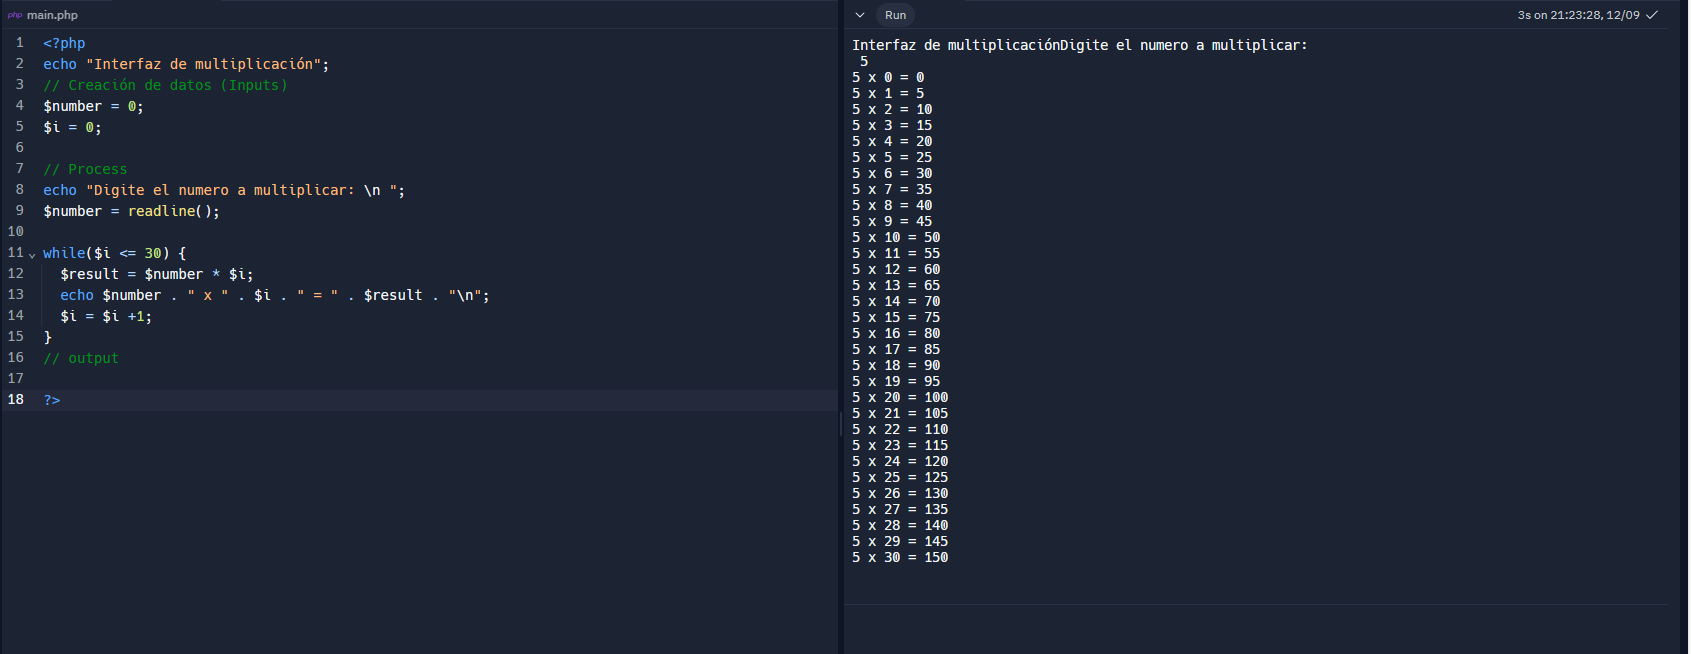 php main.php
1 <?php
2 echo "Interfaz de multiplicación";
3 // Creación de datos (Inputs)
4 $number = 0;
5 $i = 0;
6
7 // Process
8 echo "Digite el numero a multiplicar: \n ";
9 $number = readline();
10
11 while($i <= 30) {
12 $result = $number * $i;
13 echo $number . " x " . $i . " = " . $result . "\n";
14 $i = $i +1;
15 }
16 // output
17
18 ?>
Run
3s on 21:23:28, 12/09
Interfaz de multiplicaciónDigite el numero a multiplicar:
5
5 x 0 = 0
5 x 1 = 5
5 x 2 = 10
5 x 3 = 15
5 x 4 = 20
5 x 5 = 25
5 x 6 = 30
5 x 7 = 35
5 x 8 = 40
5 x 9 = 45
5 x 10 = 50
5 x 11 = 55
5 x 12 = 60
5 x 13 = 65
5 x 14 = 70
5 x 15 = 75
5 x 16 = 80
5 x 17 = 85
5 x 18 = 90
5 x 19 = 95
5 x 20 = 100
5 x 21 = 105
5 x 22 = 110
5 x 23 = 115
5 x 24 = 120
5 x 25 = 125
5 x 26 = 130
5 x 27 = 135
5 x 28 = 140
5 x 29 = 145
5 x 30 = 150